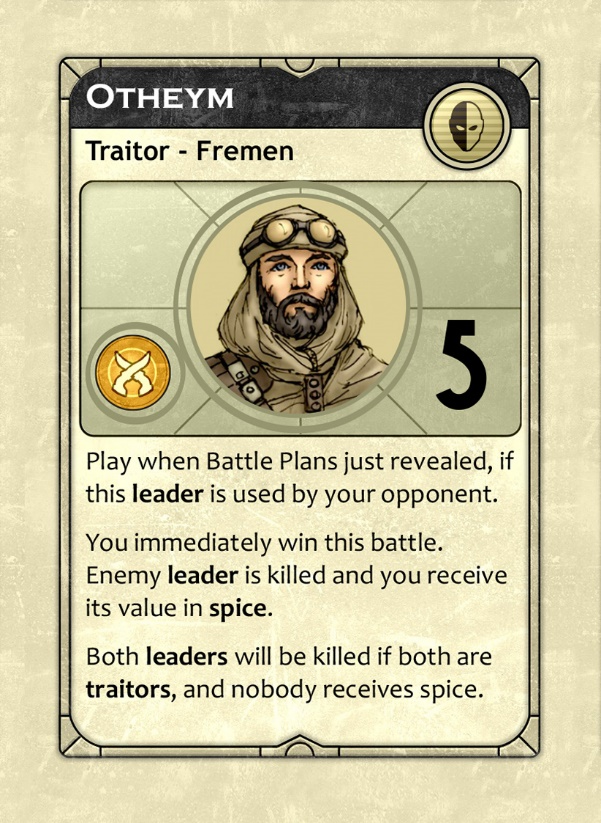 Otheym
Traitor - Fremen
5
Play when Battle Plans just revealed, if
this leader is used by your opponent.
You immediately win this battle.
Enemy leader is killed and you receive
its value in spice.
Both leaders will be killed if both are
traitors, and nobody receives spice.